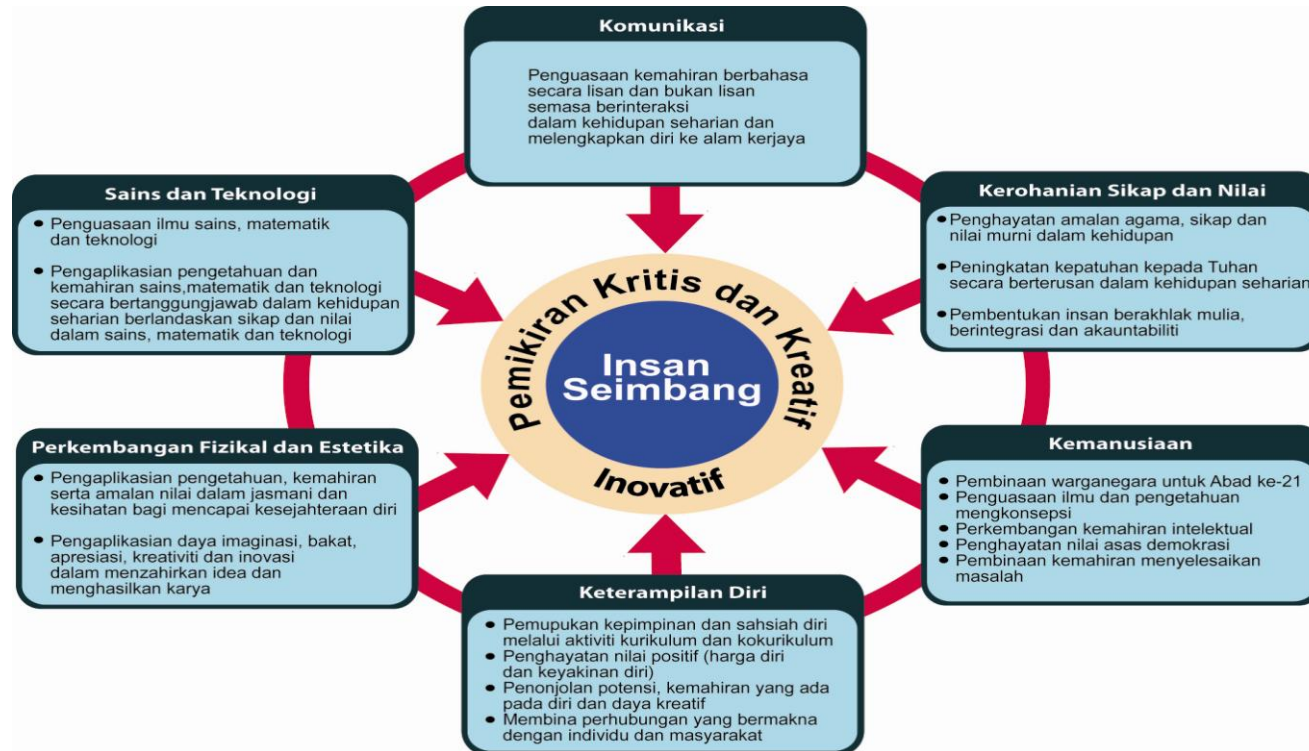 Komunikasi
Penguasaan kemahiran berbahasa
secara lisan dan bukan lisan
semasa berinteraksi
dalam kehidupan seharian dan
melengkapkan diri ke alam kerjaya
Sains dan Teknologi
● Penguasaan ilmu sains, matematik
dan teknologi
● Pengaplikasian pengetahuan dan
kemahiran sains,matematik dan teknologi
secara bertanggungjawab dalam kehidupan
seharian berlandaskan sikap dan nilai
dalam sains, matematik dan teknologi
Kerohanian Sikap dan Nilai
● Penghayatan amalan agama, sikap dan
nilai murni dalam kehidupan
● Peningkatan kepatuhan kepada Tuhan
secara berterusan dalam kehidupan seharian
● Pembentukan insan berakhlak mulia,
berintegrasi dan akauntabiliti
Pemikiran Kritis dan Kreatif
Insan
Seimbang
Inovatif
Perkembangan Fizikal dan Estetika
● Pengaplikasian pengetahuan, kemahiran
serta amalan nilai dalam jasmani dan
kesihatan bagi mencapai kesejahteraan diri
● Pengaplikasian daya imaginasi, bakat,
apresiasi, kreativiti dan inovasi
dalam menzahirkan idea dan
menghasilkan karya
Kemanusiaan
● Pembinaan warganegara untuk Abad ke-21
● Penguasaan ilmu dan pengetahuan
mengkonsepsi
● Perkembangan kemahiran intelektual
● Penghayatan nilai asas demokrasi
● Pembinaan kemahiran menyelesaikan
masalah
Keterampilan Diri
● Pemupukan kepimpinan dan sahsiah diri
melalui aktiviti kurikulum dan kokurikulum
● Penghayatan nilai positif (harga diri
dan keyakinan diri)
● Penonjolan potensi, kemahiran yang ada
pada diri dan daya kreatif
● Membina perhubungan yang bermakna
dengan individu dan masyarakat